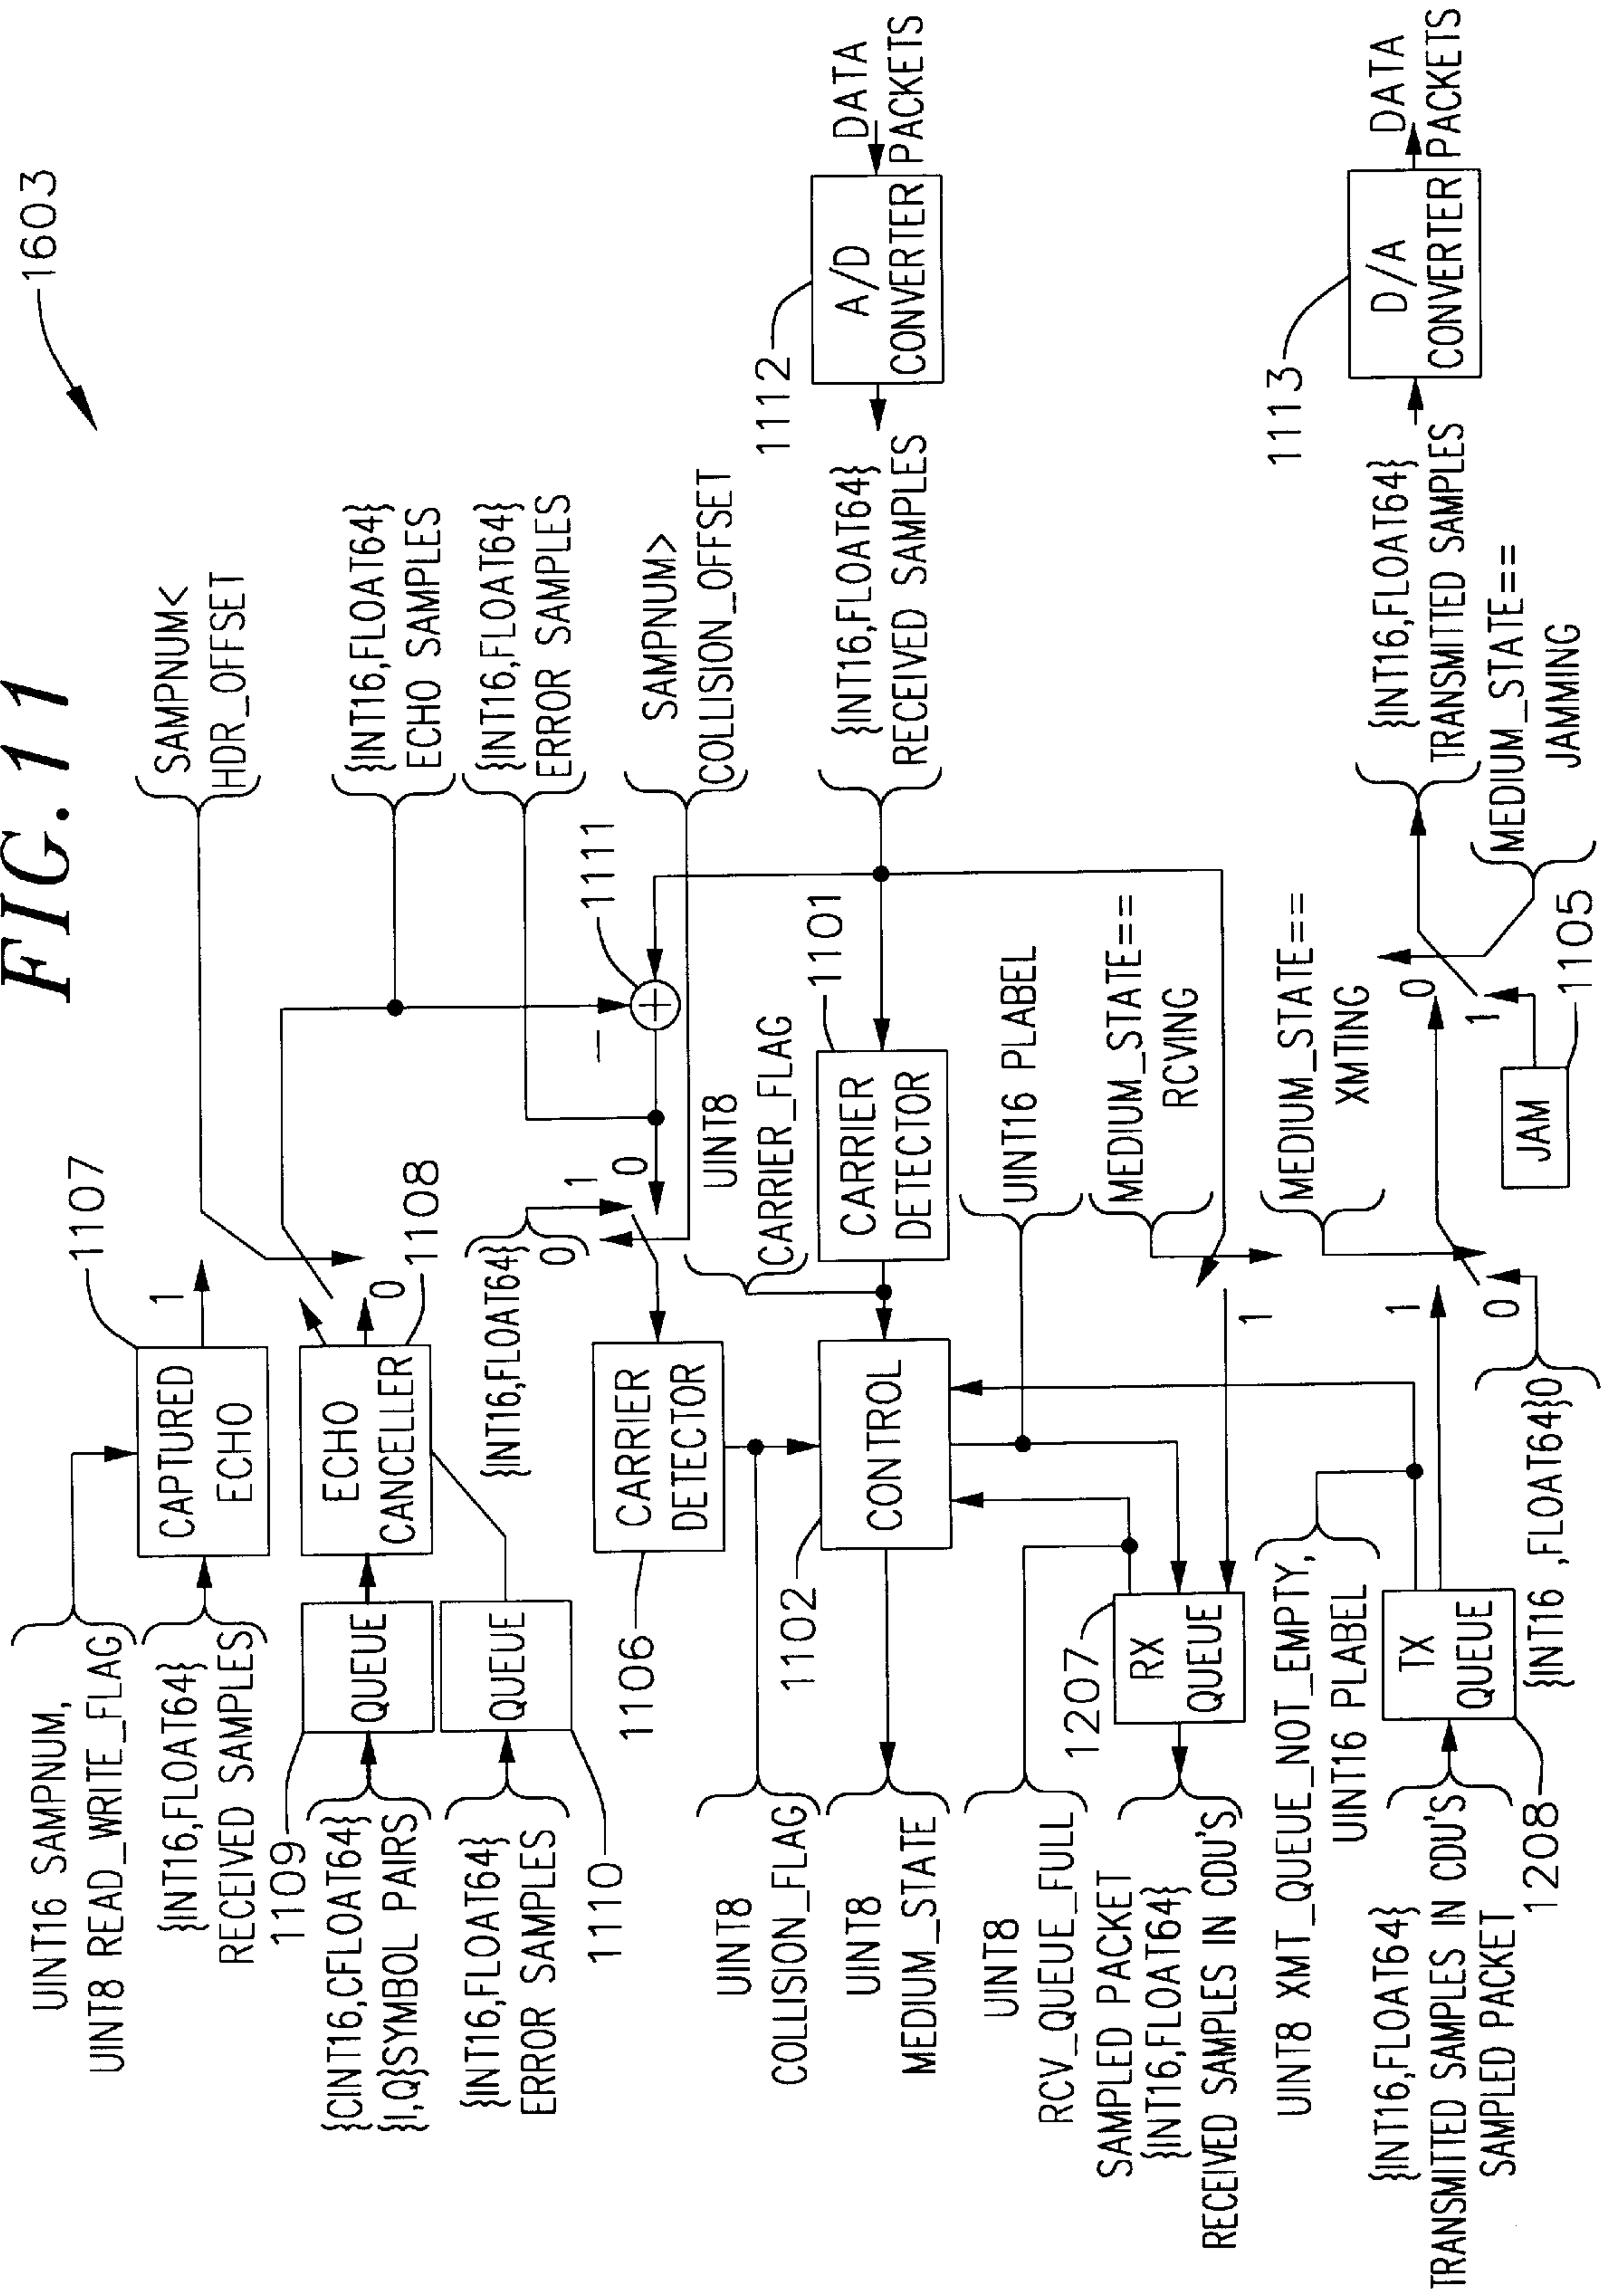 FIG. 11
1603
UINT16 SAMPNUM,
UINT8 READ_WRITE_FLAG
{INT16,FLOAT64}
RECEIVED SAMPLES
1107
CAPTURED
ECHO
1
SAMPNUM<
HDR_OFFSET
1109
{CINT16,CFLOAT64}
{I,Q}SYMBOL PAIRS
QUEUE
ECHO
CANCELLER
0
1108
{INT16,FLOAT64}
ECHO SAMPLES
{INT16,FLOAT64}
ERROR SAMPLES
1110
QUEUE
{INT16,FLOAT64}
ERROR SAMPLES
{INT16,FLOAT64}
0
1
0
−
+
1111
SAMPNUM>
COLLISION_OFFSET
1106
CARRIER
DETECTOR
UINT8
CARRIER_FLAG
UINT8
COLLISION_FLAG
1102
CONTROL
CARRIER
DETECTOR
1101
{INT16,FLOAT64}
RECEIVED SAMPLES
1112
A/D
CONVERTER
DATA
PACKETS
UINT8
MEDIUM_STATE
UINT16 PLABEL
UINT8
RCV_QUEUE_FULL
1207
RX
QUEUE
1
MEDIUM_STATE==
RCVING
SAMPLED PACKET
{INT16,FLOAT64}
RECEIVED SAMPLES IN CDU'S
UINT8 XMT_QUEUE_NOT_EMPTY,
UINT16 PLABEL
MEDIUM_STATE==
XMTING
{INT16,FLOAT64}
TRANSMITTED SAMPLES IN CDU'S
SAMPLED PACKET
1208
TX
QUEUE
1
0
{INT16 ,FLOAT64}0
0
1
JAM
1105
MEDIUM_STATE==
JAMMING
{INT16,FLOAT64}
TRANSMITTED SAMPLES
1113
D/A
CONVERTER
DATA
PACKETS